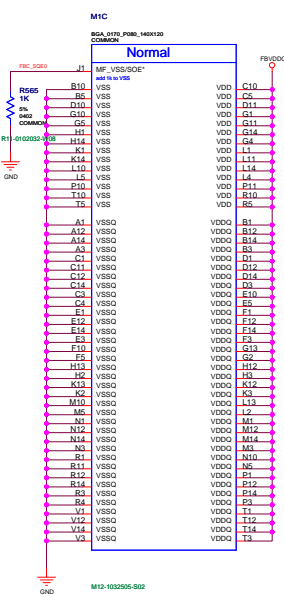 M1C
BGA_0170_P080_140X120
COMMON
Normal
FBVDDQ
FBC_SQE0
J1 MF_VSS/SOE*
add 1k to VSS
R565
1K
5%
0402
COMMON
GND
B10 VSS VDD C10
B5 VSS VDD C5
D10 VSS VDD D11
G10 VSS VDD G1
G5 VSS VDD G11
H1 VSS VDD G14
H14 VSS VDD G4
K1 VSS VDD L1
K14 VSS VDD L11
L10 VSS VDD L14
L5 VSS VDD L4
P10 VSS VDD P11
T10 VSS VDD R10
T5 VSS VDD R5
A1 VSSQ VDDQ B1
A12 VSSQ VDDQ B12
A14 VSSQ VDDQ B14
A3 VSSQ VDDQ B3
C1 VSSQ VDDQ D1
C11 VSSQ VDDQ D12
C12 VSSQ VDDQ D14
C14 VSSQ VDDQ D3
C3 VSSQ VDDQ E10
C4 VSSQ VDDQ E5
E1 VSSQ VDDQ F1
E12 VSSQ VDDQ F12
E14 VSSQ VDDQ F14
E3 VSSQ VDDQ F3
F10 VSSQ VDDQ G13
F5 VSSQ VDDQ G2
H13 VSSQ VDDQ H12
H2 VSSQ VDDQ H3
K13 VSSQ VDDQ K12
K2 VSSQ VDDQ K3
M10 VSSQ VDDQ L13
M5 VSSQ VDDQ L2
N1 VSSQ VDDQ M1
N12 VSSQ VDDQ M12
N14 VSSQ VDDQ M14
N3 VSSQ VDDQ M3
R1 VSSQ VDDQ N10
R11 VSSQ VDDQ N5
R12 VSSQ VDDQ P1
R14 VSSQ VDDQ P12
R3 VSSQ VDDQ P14
R4 VSSQ VDDQ P3
V1 VSSQ VDDQ T1
V12 VSSQ VDDQ T12
V14 VSSQ VDDQ T14
V3 VSSQ VDDQ T3
GND
M12-1032505-S02